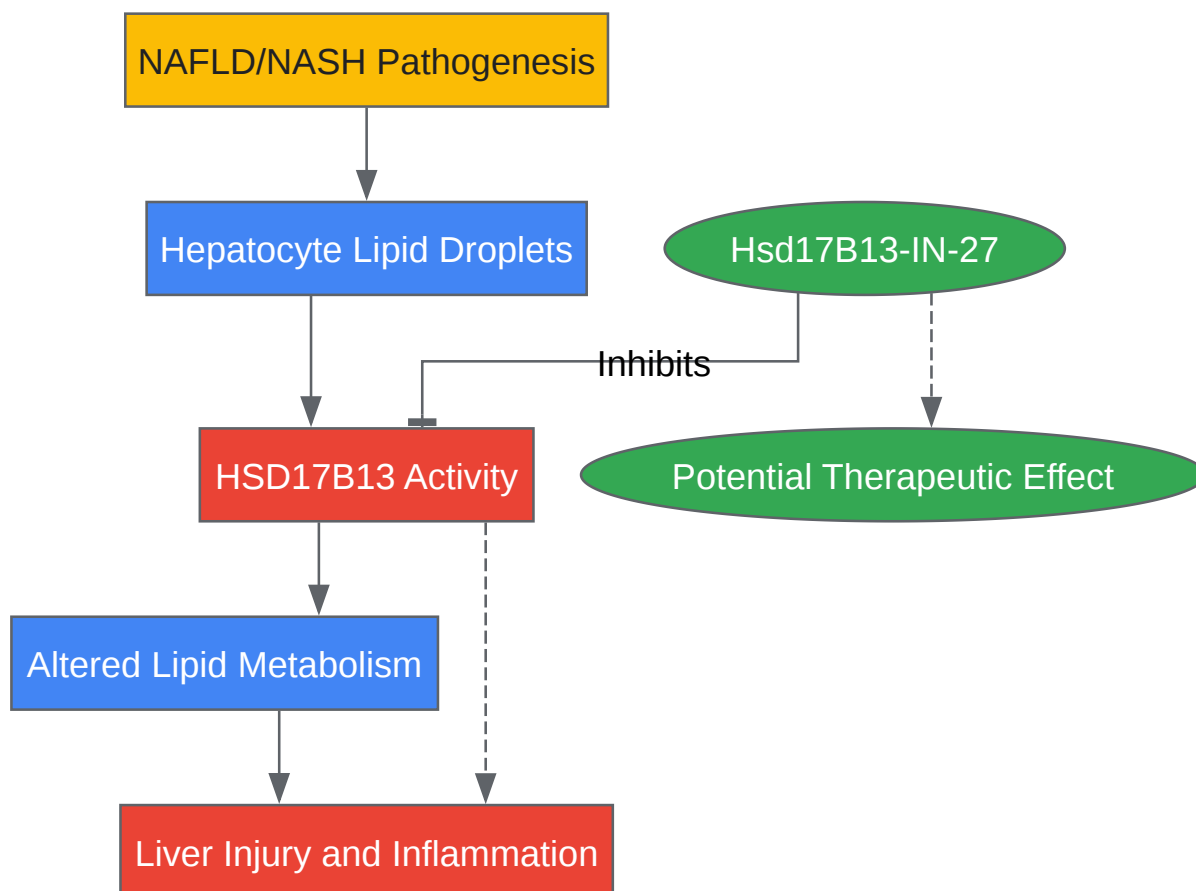 NAFLD/NASH Pathogenesis
Hepatocyte Lipid Droplets
Hsd17B13-IN-27
Inhibits
HSD17B13 Activity
Potential Therapeutic Effect
Altered Lipid Metabolism
Liver Injury and Inflammation